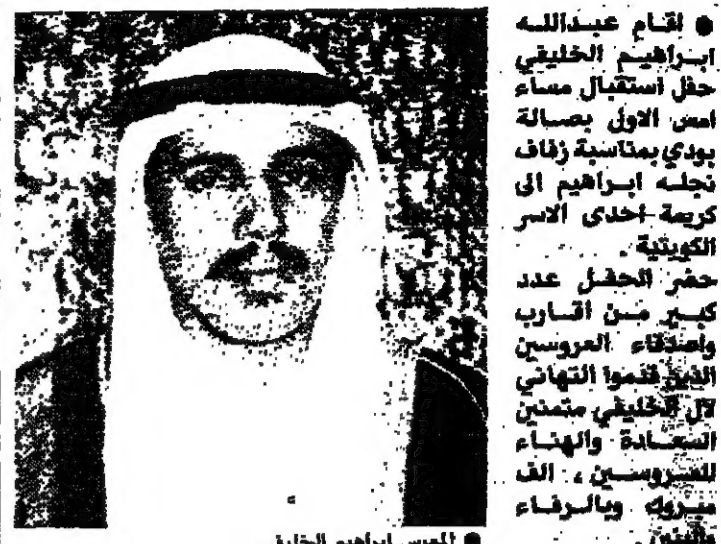 ● اقام عبدالله
ابراهيم الخليفي
حفل استقبال مساء
امس الاول بصالة
بودي بمناسبة زفاف
نجله ابراهيم الى
كريمة احدى الاسر
الكويتية .
حضر الحفل عدد
كبير من اقارب
واصدقاء العروسين
الذين قدموا التهاني
لال الخليفي متمنين
السعادة والهناء
للعروسين ، الف
مبروك وبالرفاء
والبنين .
● المعرس ابراهيم الخليفي